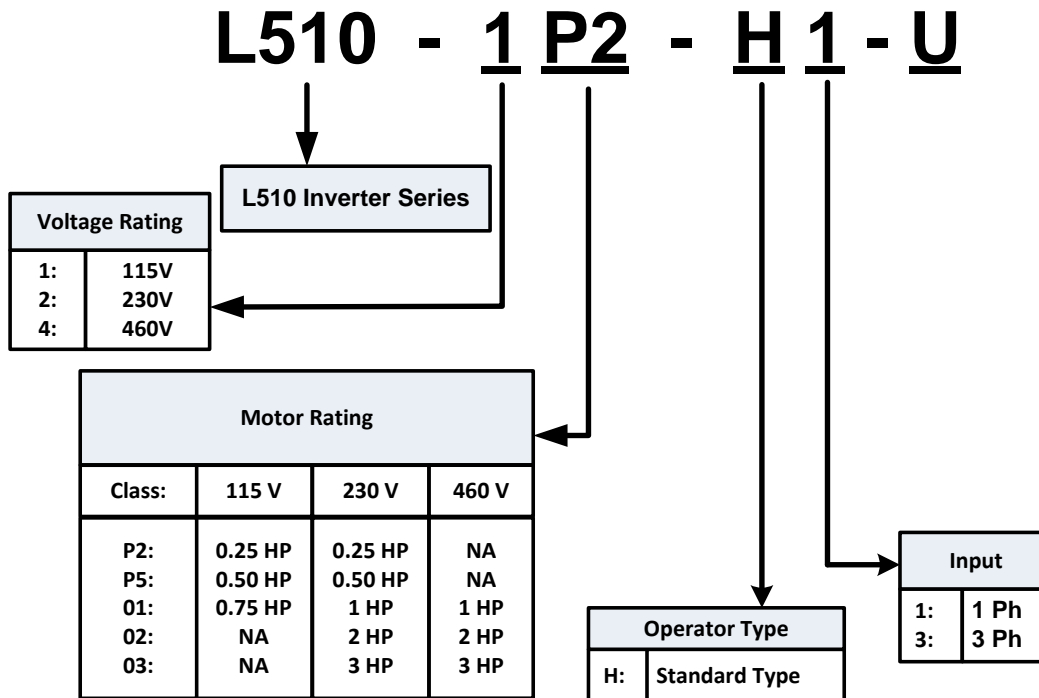 L510 - 1 P2 - H 1 - U
L510 Inverter Series
Voltage Rating
1: 115V
2: 230V
4: 460V
Motor Rating
Class: 115 V 230 V 460 V
P2: 0.25 HP 0.25 HP NA
P5: 0.50 HP 0.50 HP NA
01: 0.75 HP 1 HP 1 HP
02: NA 2 HP 2 HP
03: NA 3 HP 3 HP
Operator Type
H: Standard Type
Input
1: 1 Ph
3: 3 Ph